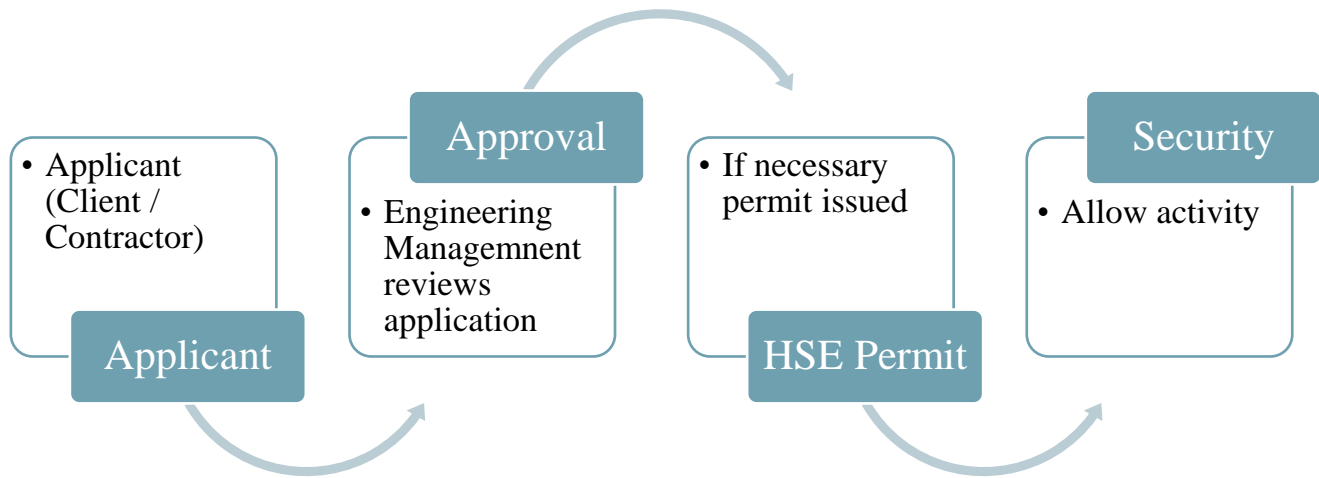 • Applicant
(Client /
Contractor)
Applicant
Approval
• Engineering
Managemnent
reviews
application
• If necessary
permit issued
HSE Permit
Security
• Allow activity